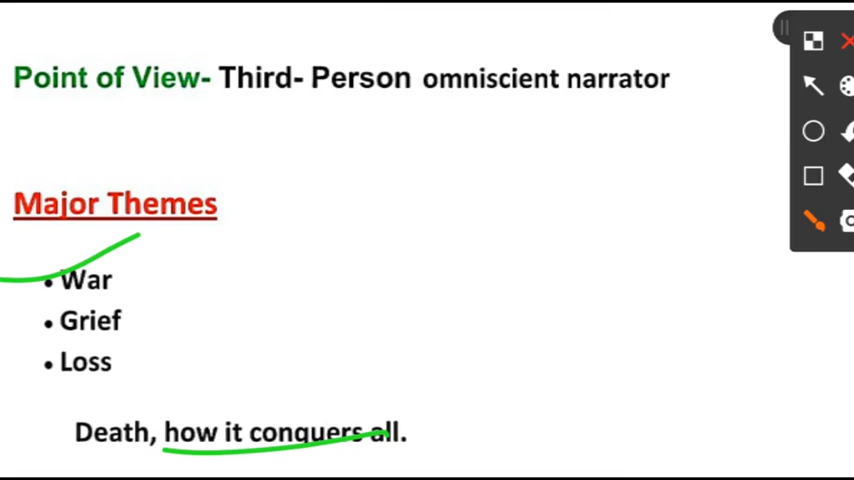 Point of View- Third- Person omniscient narrator
Major Themes
• War
• Grief
• Loss
Death, how it conquers all.